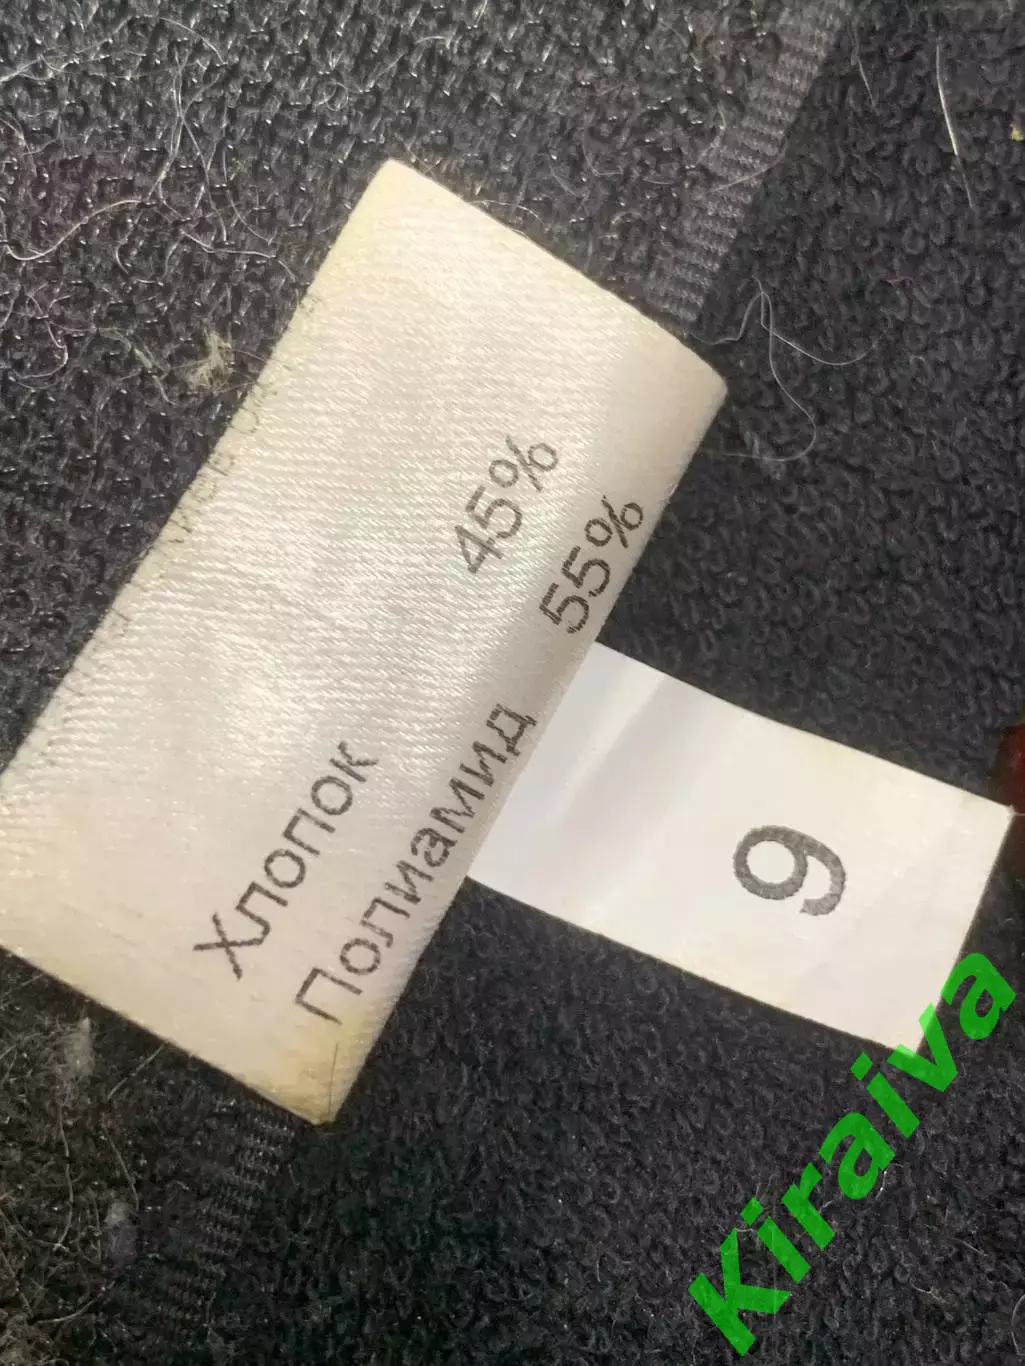 Хлопок 45%
Полиамид 55%
9
Kiraiva